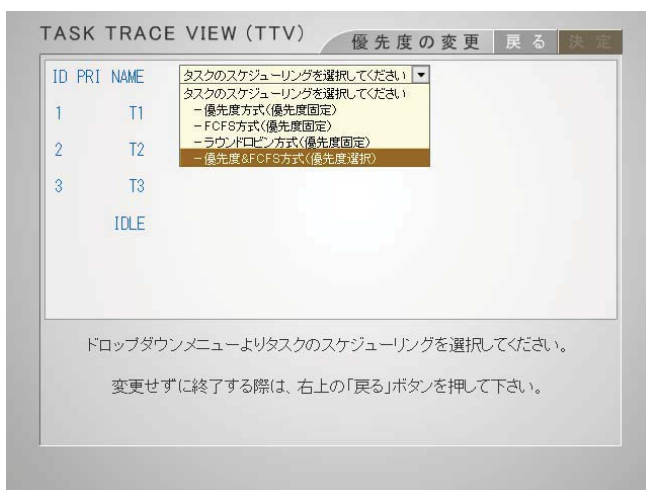 TASK TRACE VIEW (TTV)
優先度の変更 戻る 決定
ID PRI NAME
タスクのスケジューリングを選択してください
タスクのスケジューリングを選択してください
－優先度方式(優先度固定)
－FCFS方式(優先度固定)
－ラウンドロビン方式(優先度固定)
－優先度&FCFS方式(優先度選択)
1 T1
2 T2
3 T3
IDLE
ドロップダウンメニューよりタスクのスケジューリングを選択してください。
変更せずに終了する際は、右上の「戻る」ボタンを押して下さい。